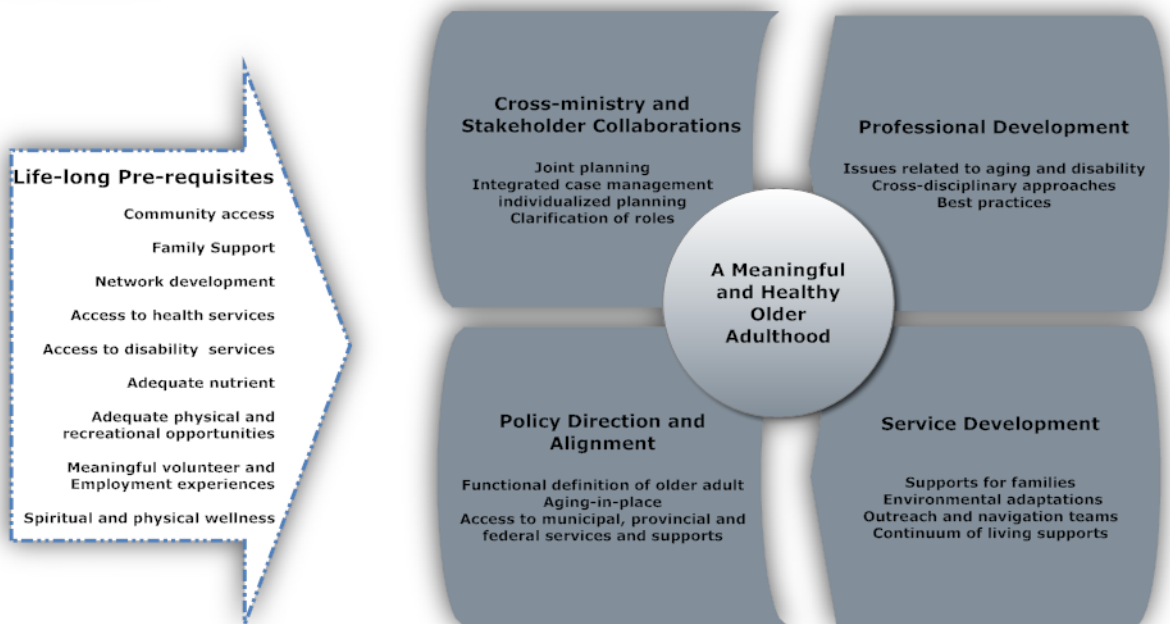 Life-long Pre-requisites
Community access
Family Support
Network development
Access to health services
Access to disability  services
Adequate nutrient
Adequate physical and
recreational opportunities
Meaningful volunteer and
Employment experiences
Spiritual and physical wellness
Cross-ministry and
Stakeholder Collaborations
Joint planning
Integrated case management
individualized planning
Clarification of roles
Professional Development
Issues related to aging and disability
Cross-disciplinary approaches
Best practices
A Meaningful
and Healthy
Older
Adulthood
Policy Direction and
Alignment
Functional definition of older adult
Aging-in-place
Access to municipal, provincial and
federal services and supports
Service Development
Supports for families
Environmental adaptations
Outreach and navigation teams
Continuum of living supports